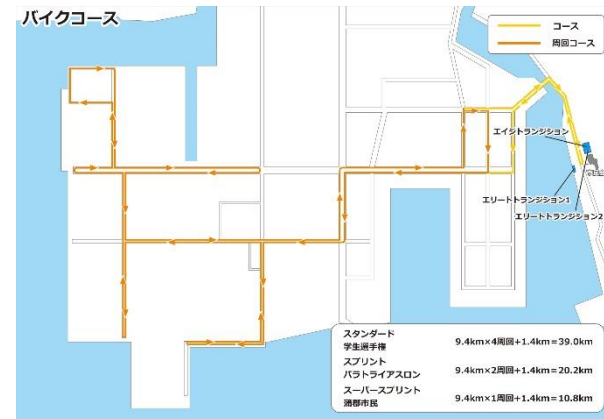 バイクコース
コース
周回コース
エイジトランジション
エリートトランジション1
エリートトランジション2
スタンダード
学生選手権 9.4km×4周回+1.4km=39.0km
スプリント
パラトライアスロン 9.4km×2周回+1.4km=20.2km
スーパースプリント
蒲郡市民 9.4km×1周回+1.4km=10.8km